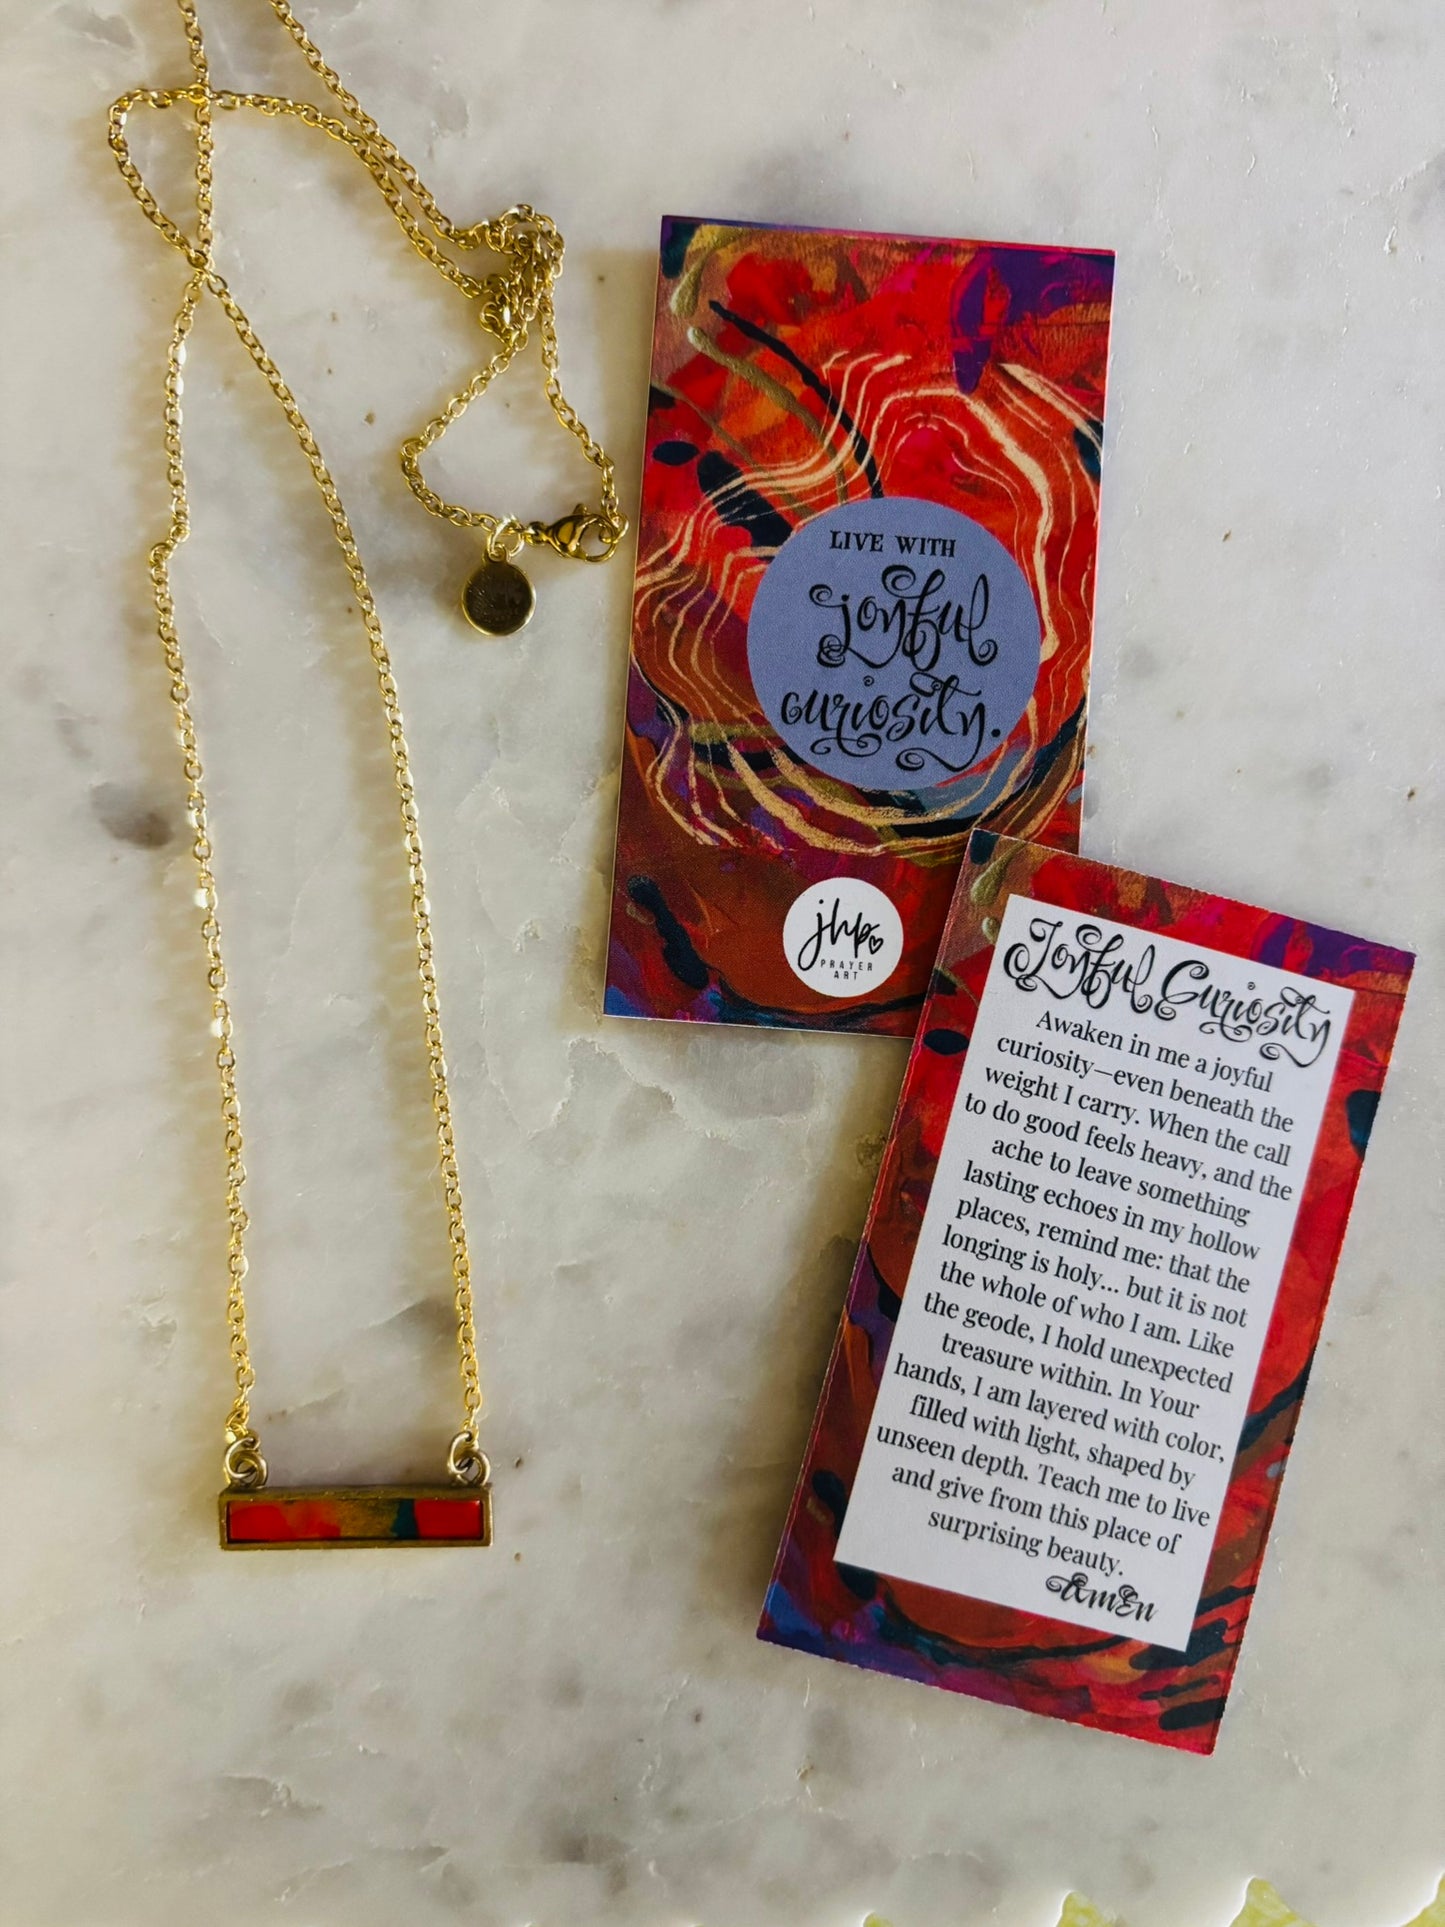 LIVE WITH
joyful
curiosity.
jhp
PRAYER
ART
Joyful Curiosity
Awaken in me a joyful
curiosity—even beneath the
weight I carry. When the call
to do good feels heavy, and the
ache to leave something
lasting echoes in my hollow
places, remind me: that the
longing is holy... but it is not
the whole of who I am. Like
the geode, I hold unexpected
treasure within. In Your
hands, I am layered with color,
filled with light, shaped by
unseen depth. Teach me to live
and give from this place of
surprising beauty.
amEn